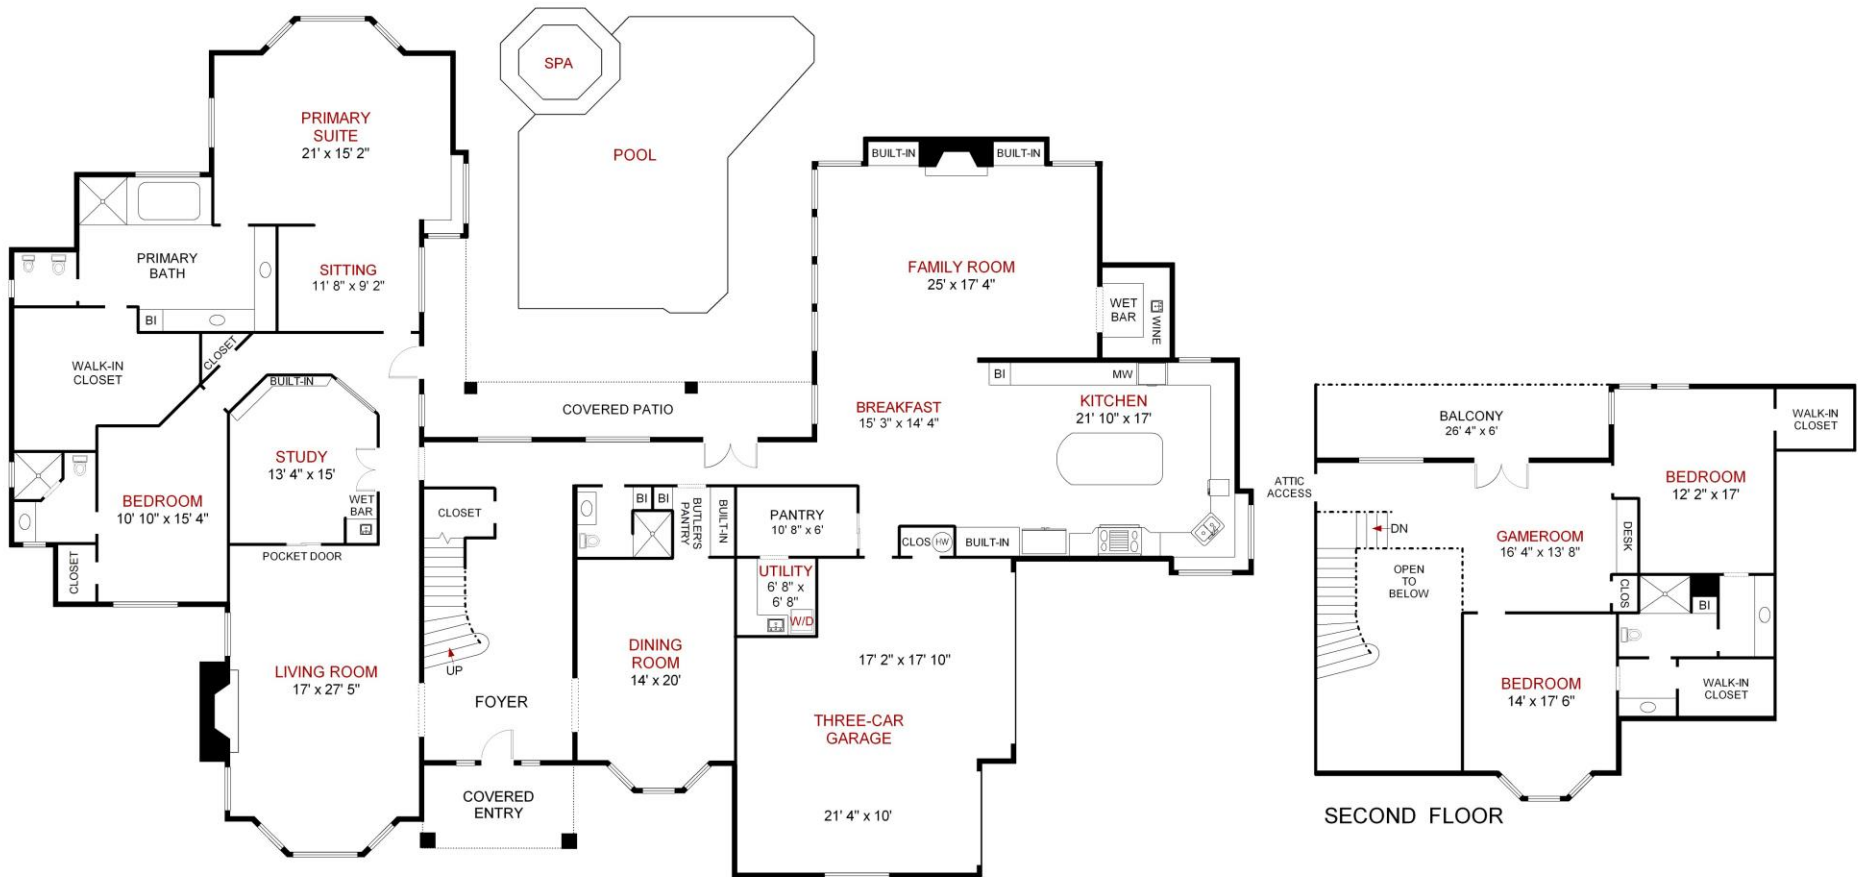 SPA
POOL
PRIMARY
SUITE
21' x 15' 2"
BUILT-IN
BUILT-IN
PRIMARY
BATH
SITTING
11' 8" x 9' 2"
FAMILY ROOM
25' x 17' 4"
WET
BAR
WINE
BI
CLOSET
WALK-IN
CLOSET
BUILT-IN
BI
MW
KITCHEN
21' 10" x 17'
COVERED PATIO
BREAKFAST
15' 3" x 14' 4"
STUDY
13' 4" x 15'
BEDROOM
10' 10" x 15' 4"
WET
BAR
POCKET DOOR
CLOSET
CLOSET
BI
BI
BUTLER'S
PANTRY
BUILT-IN
PANTRY
10' 8" x 6'
CLOS
HW
BUILT-IN
UTILITY
6' 8" x
6' 8"
W/D
UP
LIVING ROOM
17' x 27' 5"
FOYER
DINING
ROOM
14' x 20'
17' 2" x 17' 10"
THREE-CAR
GARAGE
21' 4" x 10'
COVERED
ENTRY
BALCONY
26' 4" x 6'
WALK-IN
CLOSET
BEDROOM
12' 2" x 17'
ATTIC
ACCESS
DN
GAMEROOM
16' 4" x 13' 8"
DESK
OPEN
TO
BELOW
CLOS
BI
BEDROOM
14' x 17' 6"
WALK-IN
CLOSET
SECOND FLOOR